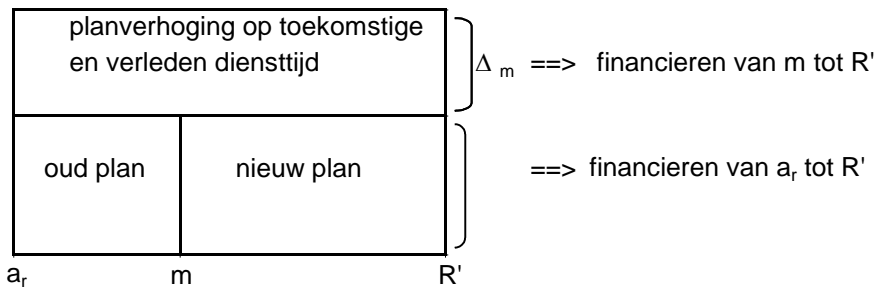 planverhoging op toekomstige
en verleden diensttijd
Δ m ==> financieren van m tot R'
oud plan nieuw plan ==> financieren van ar tot R'
ar m R'